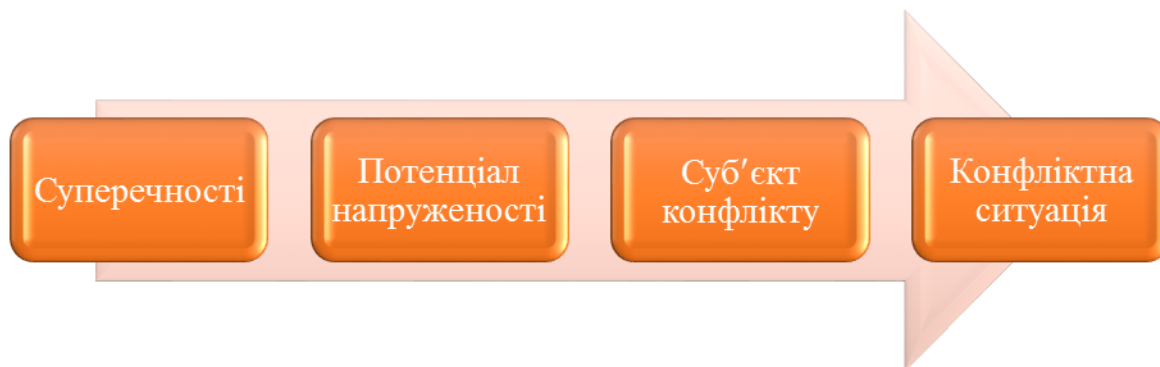 Суперечності
Потенціал
напруженості
Суб′єкт
конфлікту
Конфліктна
ситуація